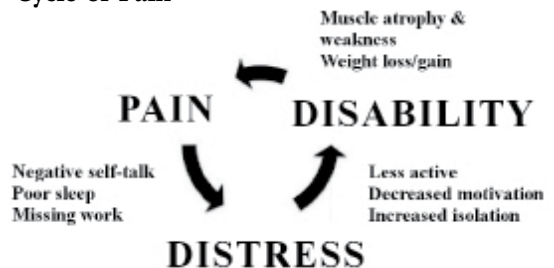 Cycle of Pain
Muscle atrophy &
weakness
Weight loss/gain
PAIN
DISABILITY
Negative self-talk
Poor sleep
Missing work
Less active
Decreased motivation
Increased isolation
DISTRESS